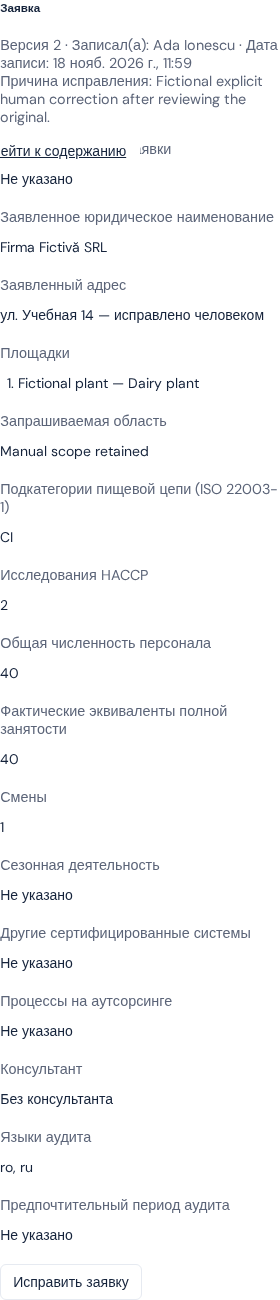 Заявка
Версия 2 · Записал(а): Ada Ionescu · Дата
записи: 18 нояб. 2026 г., 11:59
Причина исправления: Fictional explicit
human correction after reviewing the
original.
ейти к содержанию
Не указано
Заявленное юридическое наименование
Firma Fictivă SRL
Заявленный адрес
ул. Учебная 14 — исправлено человеком
Площадки
1. Fictional plant — Dairy plant
Запрашиваемая область
Manual scope retained
Подкатегории пищевой цепи (ISO 22003-
1)
CI
Исследования HACCP
2
Общая численность персонала
40
Фактические эквиваленты полной
занятости
40
Смены
1
Сезонная деятельность
Не указано
Другие сертифицированные системы
Не указано
Процессы на аутсорсинге
Не указано
Консультант
Без консультанта
Языки аудита
ro, ru
Предпочтительный период аудита
Не указано
Исправить заявку